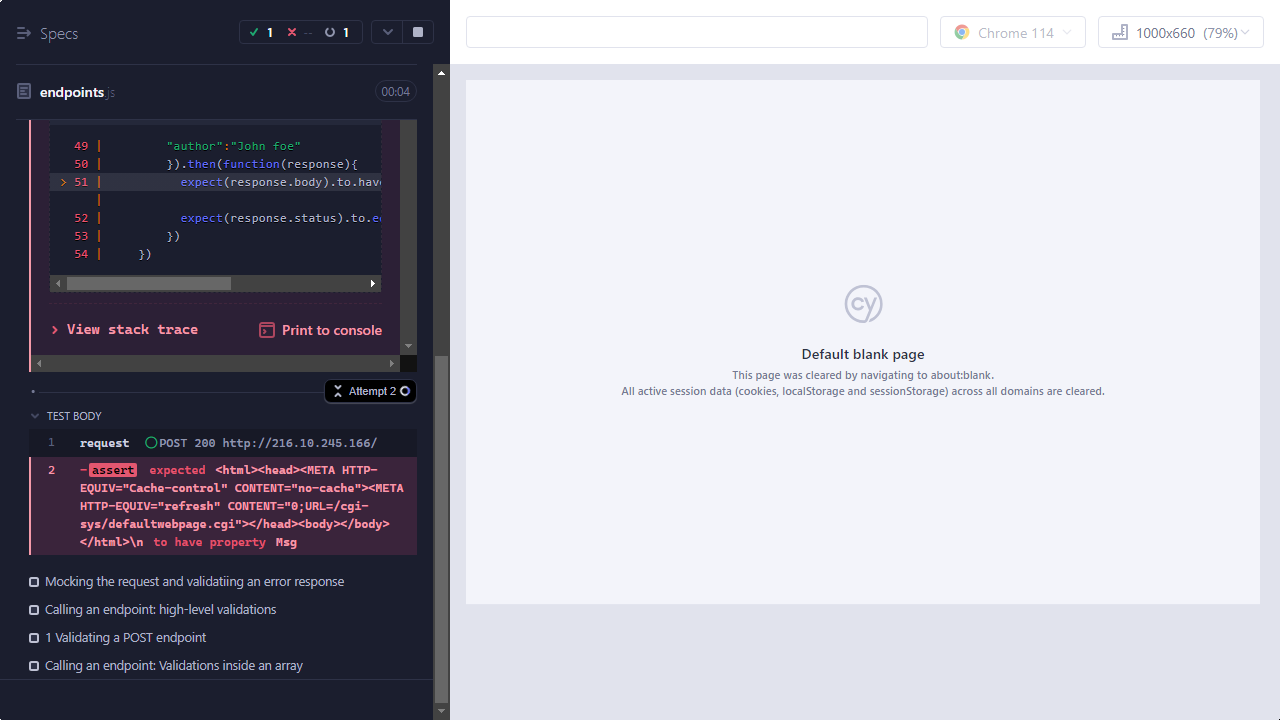 Specs
1
--
1
Chrome 114
1000x660 (79%)
endpoints.js
00:04
49 | "author":"John foe"
50 | }).then(function(response){
> 51 | expect(response.body).to.have
|
52 | expect(response.status).to.eq
53 | })
54 | })
> View stack trace
Print to console
Attempt 2
TEST BODY
1 request POST 200 http://216.10.245.166/
2 -assert expected <html><head><META HTTP-
EQUIV="Cache-control" CONTENT="no-cache"><META
HTTP-EQUIV="refresh" CONTENT="0;URL=/cgi-
sys/defaultwebpage.cgi"></head><body></body>
</html>\n to have property Msg
Mocking the request and validatiing an error response
Calling an endpoint: high-level validations
1 Validating a POST endpoint
Calling an endpoint: Validations inside an array
cy
Default blank page
This page was cleared by navigating to about:blank.
All active session data (cookies, localStorage and sessionStorage) across all domains are cleared.